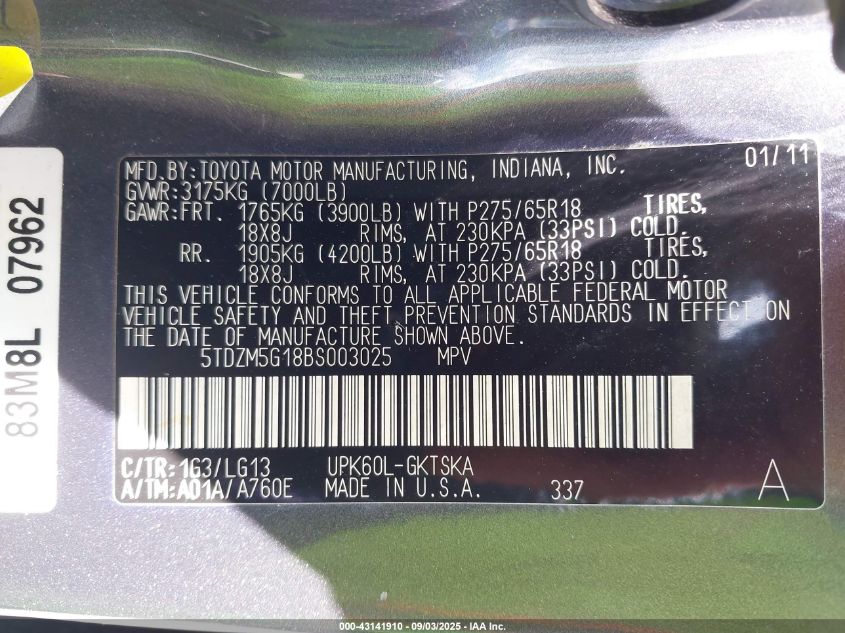 MFD.BY:TOYOTA MOTOR MANUFACTURING, INDIANA, INC. 01/11
GVWR:3175KG (7000LB)
GAWR:FRT. 1765KG (3900LB) WITH P275/65R18 TIRES,
18X8J RIMS, AT 230KPA (33PSI) COLD.
RR. 1905KG (4200LB) WITH P275/65R18 TIRES,
18X8J RIMS, AT 230KPA (33PSI) COLD.
THIS VEHICLE CONFORMS TO ALL APPLICABLE FEDERAL MOTOR
VEHICLE SAFETY AND THEFT PREVENTION STANDARDS IN EFFECT ON
THE DATE OF MANUFACTURE SHOWN ABOVE.
5TDZM5G18BS003025 MPV
C/TR:1G3/LG13 UPK60L-GKTSKA
A/TM:A01A/A760E MADE IN U.S.A. 337 A
83M8L 07962
000-43141910 - 09/03/2025 - IAA Inc.